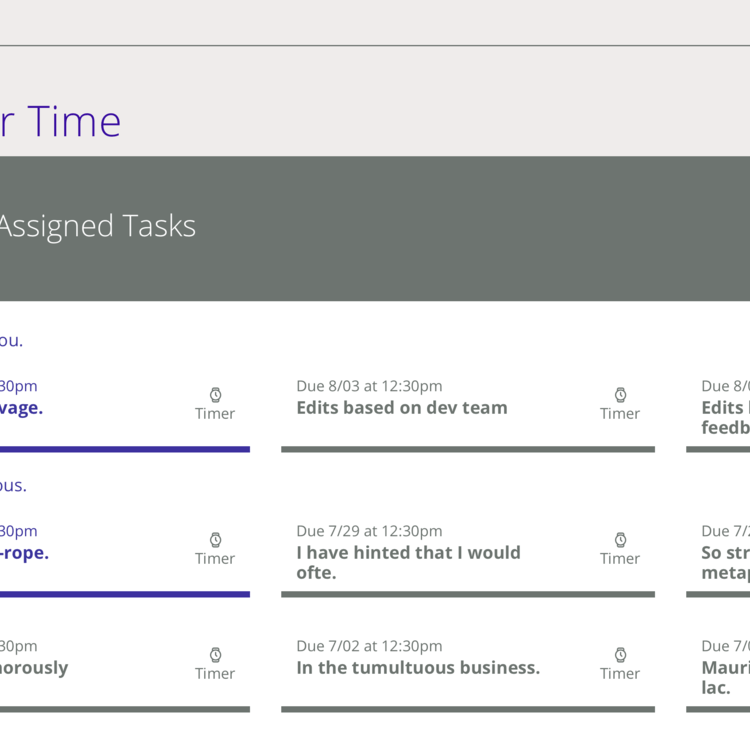 r Time
Assigned Tasks
ou.
30pm
vage.
Timer
Due 8/03 at 12:30pm
Edits based on dev team
Timer
Due 8/0
Edits
feedb
ous.
30pm
-rope.
Timer
Due 7/29 at 12:30pm
I have hinted that I would
ofte.
Timer
Due 7/2
So str
metap
:30pm
norously
Timer
Due 7/02 at 12:30pm
In the tumultuous business.
Timer
Due 7/0
Mauri
lac.